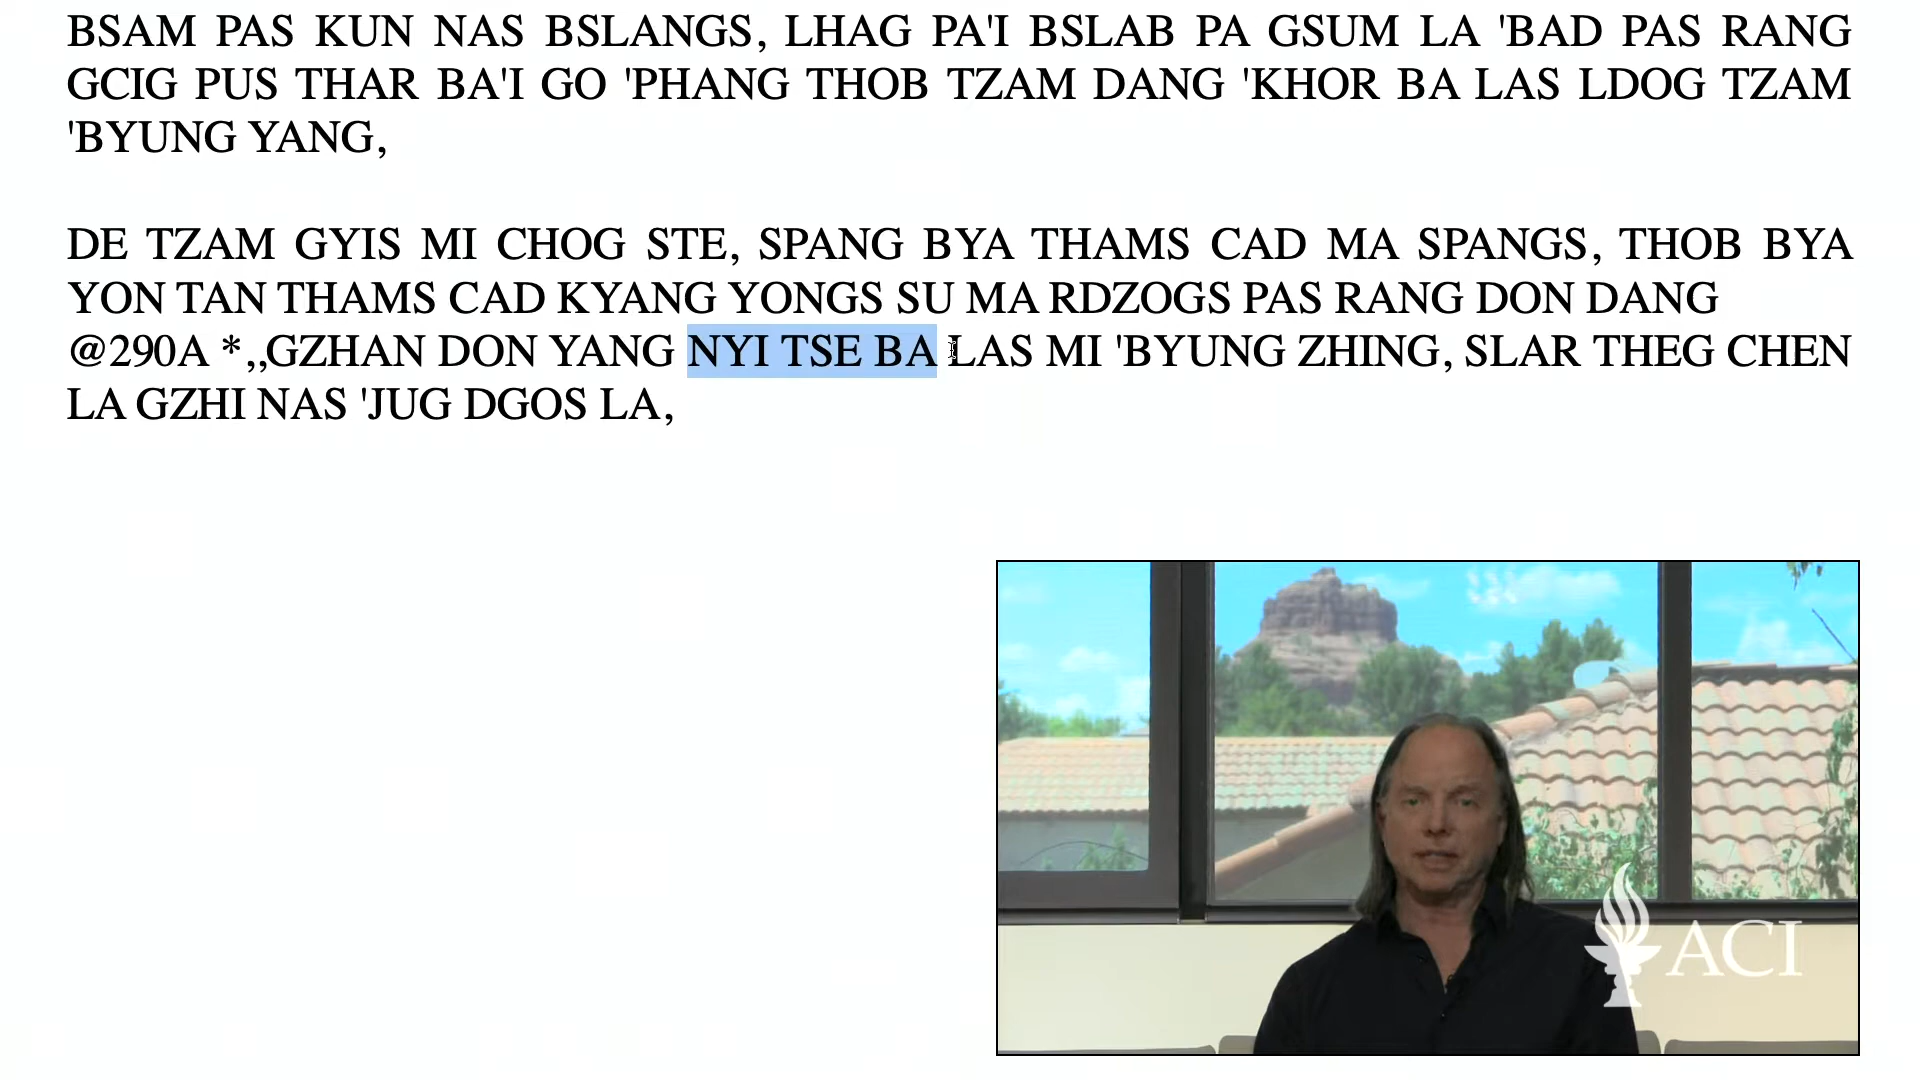 BSAM PAS KUN NAS BSLANGS, LHAG PA'I BSLAB PA GSUM LA 'BAD PAS RANG
GCIG PUS THAR BA'I GO 'PHANG THOB TZAM DANG 'KHOR BA LAS LDOG TZAM
'BYUNG YANG,
DE TZAM GYIS MI CHOG STE, SPANG BYA THAMS CAD MA SPANGS, THOB BYA
YON TAN THAMS CAD KYANG YONGS SU MA RDZOGS PAS RANG DON DANG
@290A *,,GZHAN DON YANG NYI TSE BA LAS MI 'BYUNG ZHING, SLAR THEG CHEN
LA GZHI NAS 'JUG DGOS LA,
ACI